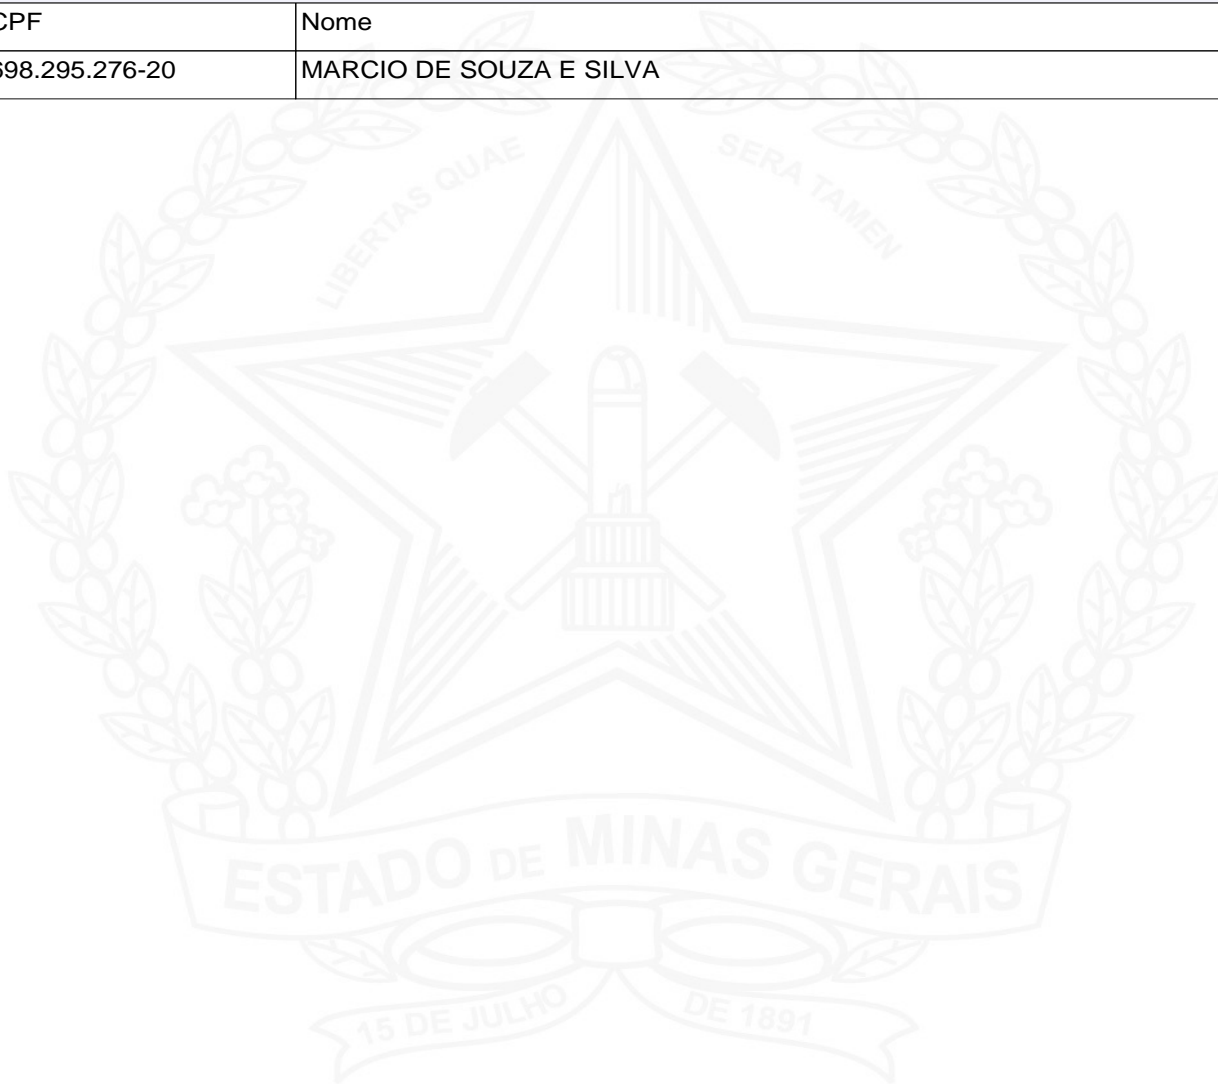 CPF Nome
698.295.276-20 MARCIO DE SOUZA E SILVA
LIBERTAS QUAE SERA TAMEN
ESTADO DE MINAS GERAIS
15 DE JULHO DE 1891